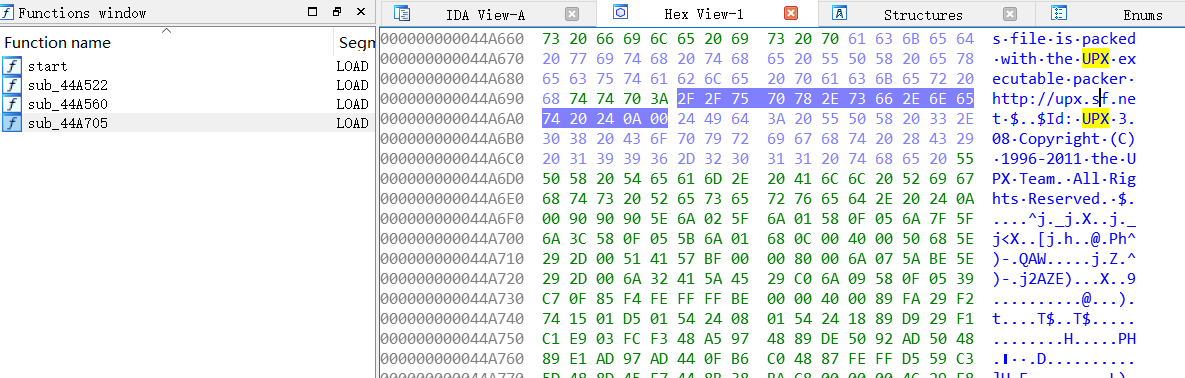 Functions window
IDA View-A
Hex View-1
Structures
Enums
Function name Segm
start LOAD
sub_44A522 LOAD
sub_44A560 LOAD
sub_44A705 LOAD
000000000044A660 73 20 66 69 6C 65 20 69 73 20 70 61 63 6B 65 64 s·file·is·packed
000000000044A670 20 77 69 74 68 20 74 68 65 20 55 50 58 20 65 78 ·with·the·UPX·ex
000000000044A680 65 63 75 74 61 62 6C 65 20 70 61 63 6B 65 72 20 ecutable·packer·
000000000044A690 68 74 74 70 3A 2F 2F 75 70 78 2E 73 66 2E 6E 65 http://upx.sf.ne
000000000044A6A0 74 20 24 0A 00 24 49 64 3A 20 55 50 58 20 33 2E t·$..$Id:·UPX·3.
000000000044A6B0 30 38 20 43 6F 70 79 72 69 67 68 74 20 28 43 29 08·Copyright·(C)
000000000044A6C0 20 31 39 39 36 2D 32 30 31 31 20 74 68 65 20 55 ·1996-2011·the·U
000000000044A6D0 50 58 20 54 65 61 6D 2E 20 41 6C 6C 20 52 69 67 PX·Team.·All·Rig
000000000044A6E0 68 74 73 20 52 65 73 65 72 76 65 64 2E 20 24 0A hts·Reserved.·$.
000000000044A6F0 00 90 90 90 5E 6A 02 5F 6A 01 58 0F 05 6A 7F 5F ....^j._j.X..j._
000000000044A700 6A 3C 58 0F 05 5B 6A 01 68 0C 00 40 00 50 68 5E j<X..[j.h..@.Ph^
000000000044A710 29 2D 00 51 41 57 BF 00 00 80 00 6A 07 5A BE 5E )-.QAW.....j.Z.^
000000000044A720 29 2D 00 6A 32 41 5A 45 29 C0 6A 09 58 0F 05 39 )-.j2AZE)...X..9
000000000044A730 C7 0F 85 F4 FE FF FF BE 00 00 40 00 89 FA 29 F2 ..........@...).
000000000044A740 74 15 01 D5 01 54 24 08 01 54 24 18 89 D9 29 F1 t....T$..T$.....
000000000044A750 C1 E9 03 FC F3 48 A5 97 48 89 DE 50 92 AD 50 48 .....H.......PH
000000000044A760 89 E1 AD 97 AD 44 0F B6 C0 48 87 FE FF D5 59 C3